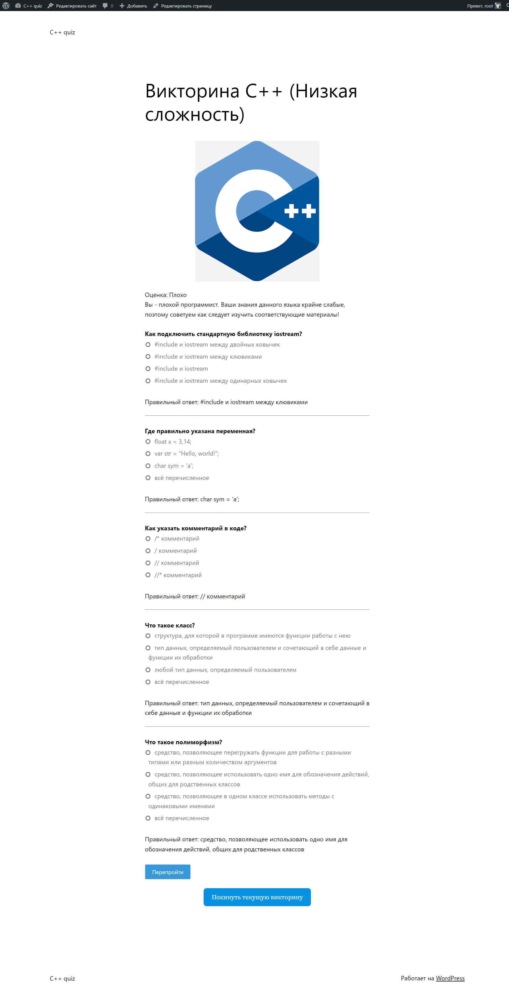 C++ quiz
Редактировать сайт
0
Добавить
Редактировать страницу
Привет, root
C++ quiz
Викторина C++ (Низкая
сложность)
C++
Оценка: Плохо
Вы - плохой программист. Ваши знания данного языка крайне слабые,
поэтому советуем как следует изучить соответствующие материалы!
Как подключить стандартную библиотеку iostream?
#include и iostream между двойных ковычек
#include и iostream между клювиками
#include и iostream
#include и iostream между одинарных ковычек
Правильный ответ: #include и iostream между клювиками
Где правильно указана переменная?
float x = 3,14;
var str = “Hello, world!”;
char sym = ‘a’;
всё перечисленное
Правильный ответ: char sym = ‘a’;
Как указать комментарий в коде?
/* комментарий
/ комментарий
// комментарий
//* комментарий
Правильный ответ: // комментарий
Что такое класс?
структура, для которой в программе имеются функции работы с нею
тип данных, определяемый пользователем и сочетающий в себе данные и
функции их обработки
любой тип данных, определяемый пользователем
всё перечисленное
Правильный ответ: тип данных, определяемый пользователем и сочетающий в
себе данные и функции их обработки
Что такое полиморфизм?
средство, позволяющее перегружать функции для работы с разными
типами или разным количеством аргументов
средство, позволяющее использовать одно имя для обозначения действий,
общих для родственных классов
средство, позволяющее в одном классе использовать методы с
одинаковыми именами
всё перечисленное
Правильный ответ: средство, позволяющее использовать одно имя для
обозначения действий, общих для родственных классов
Перепройти
Покинуть текущую викторину
C++ quiz
Работает на WordPress